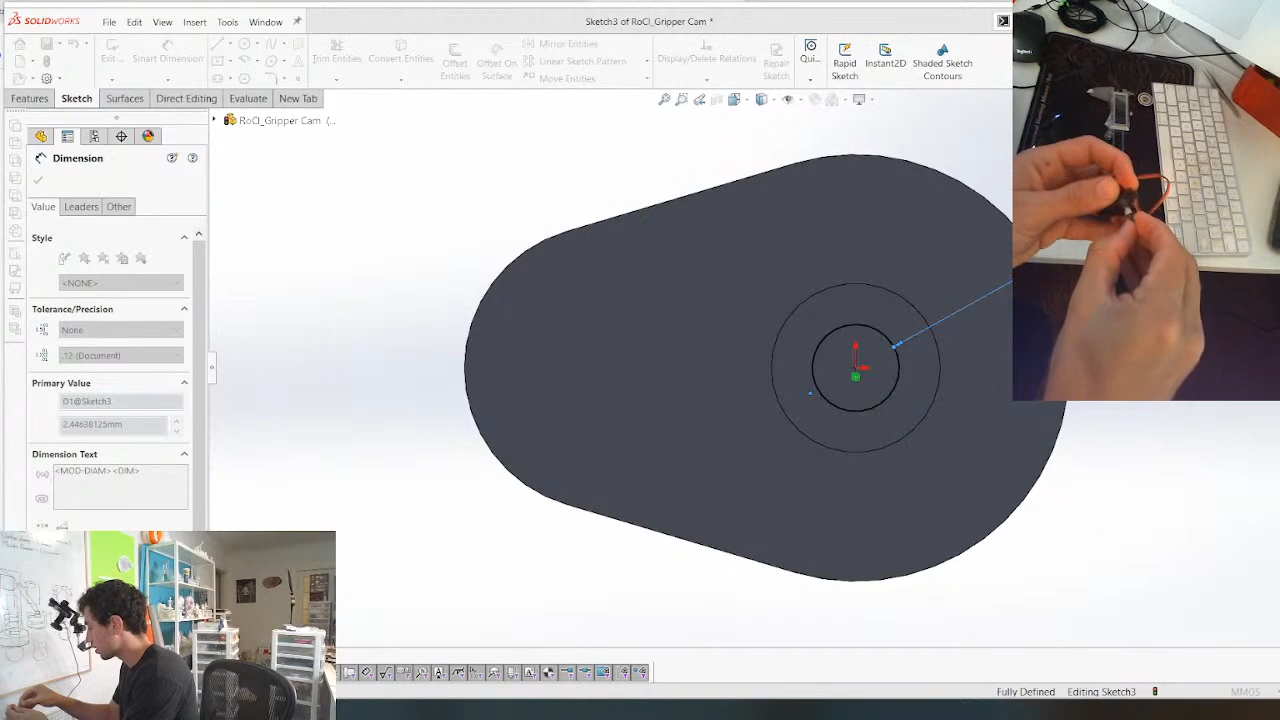 SOLIDWORKS File Edit View Insert Tools Window Sketch3 of RoCI_Gripper Cam *
Edit ... Smart Dimension Trim Entities Convert Entities Offset Entities Offset On Surface Mirror Entities Linear Sketch Pattern Move Entities Display/Delete Relations Repair Sketch Qui... Rapid Sketch Instant2D Shaded Sketch Contours
Features Sketch Surfaces Direct Editing Evaluate New Tab
RoCI_Gripper Cam (...
Dimension
Value Leaders Other
Style
<NONE>
Tolerance/Precision
None
.12 (Document)
Primary Value
D1@Sketch3
2.44638125mm
Dimension Text
<MOD-DIAM><DIM>
Fully Defined Editing Sketch3 MMGS